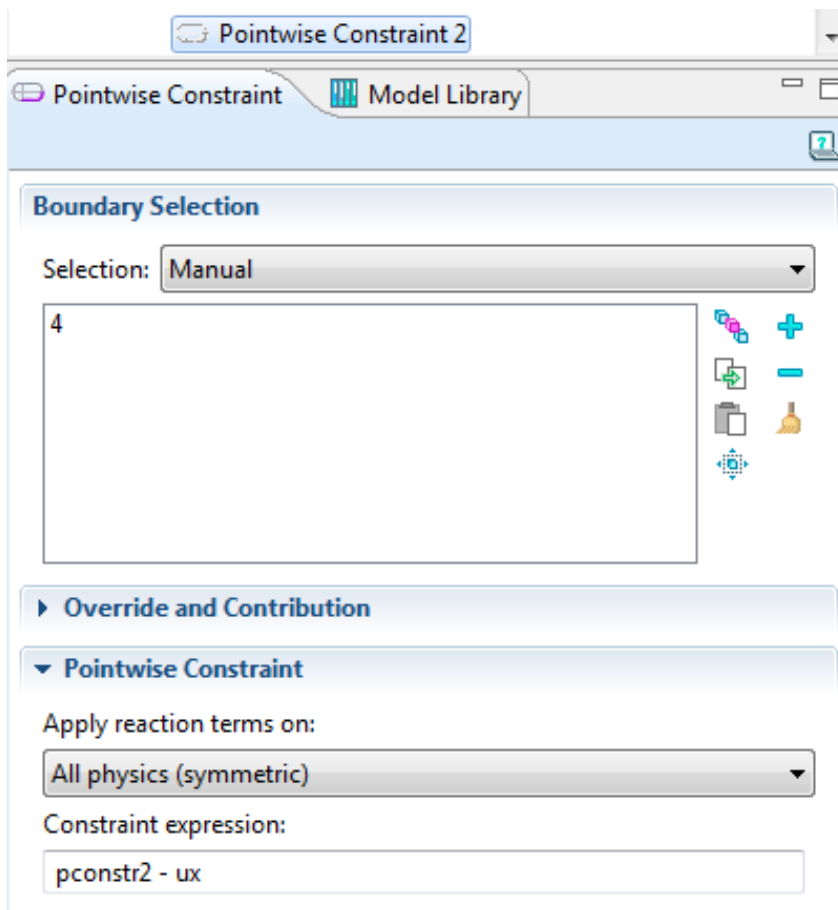 Pointwise Constraint 2
Pointwise Constraint Model Library
Boundary Selection
Selection: Manual
4
Override and Contribution
Pointwise Constraint
Apply reaction terms on:
All physics (symmetric)
Constraint expression:
pconstr2 - ux